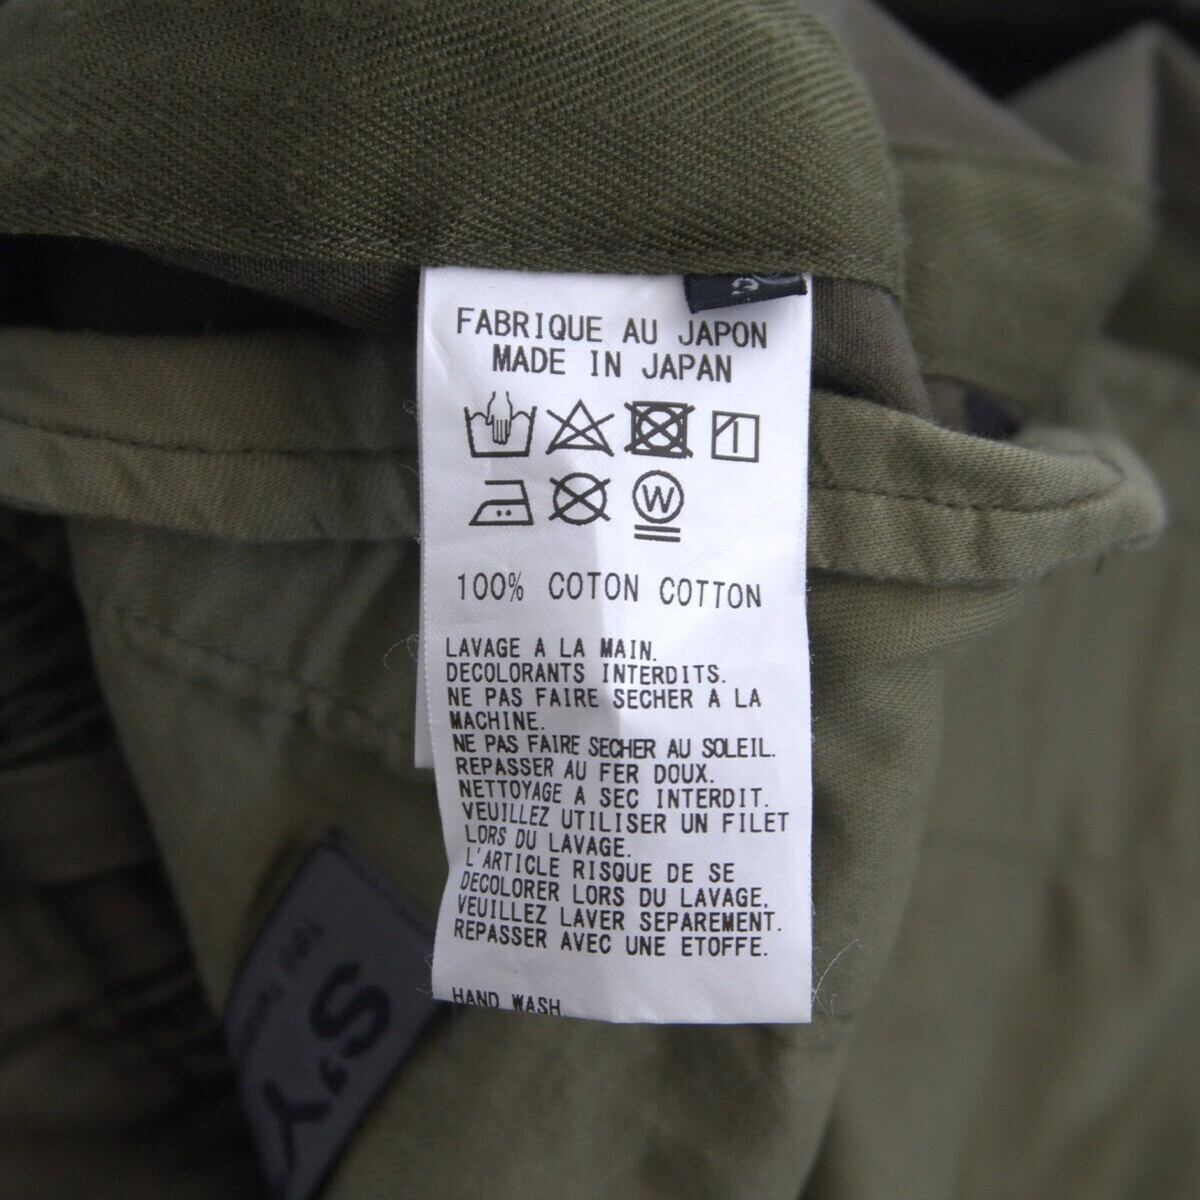 FABRIQUE AU JAPON
MADE IN JAPAN
W
100% COTON COTTON
LAVAGE A LA MAIN.
DECOLORANTS INTERDITS.
NE PAS FAIRE SECHER A LA
MACHINE.
NE PAS FAIRE SECHER AU SOLEIL.
REPASSER AU FER DOUX.
NETTOYAGE A SEC INTERDIT.
VEUILLEZ UTILISER UN FILET
LORS DU LAVAGE.
L'ARTICLE RISQUE DE SE
DECOLORER LORS DU LAVAGE,
VEUILLEZ LAVER SEPAREMENT.
REPASSER AVEC UNE ETOFFE.
HAND WASH.
Y's